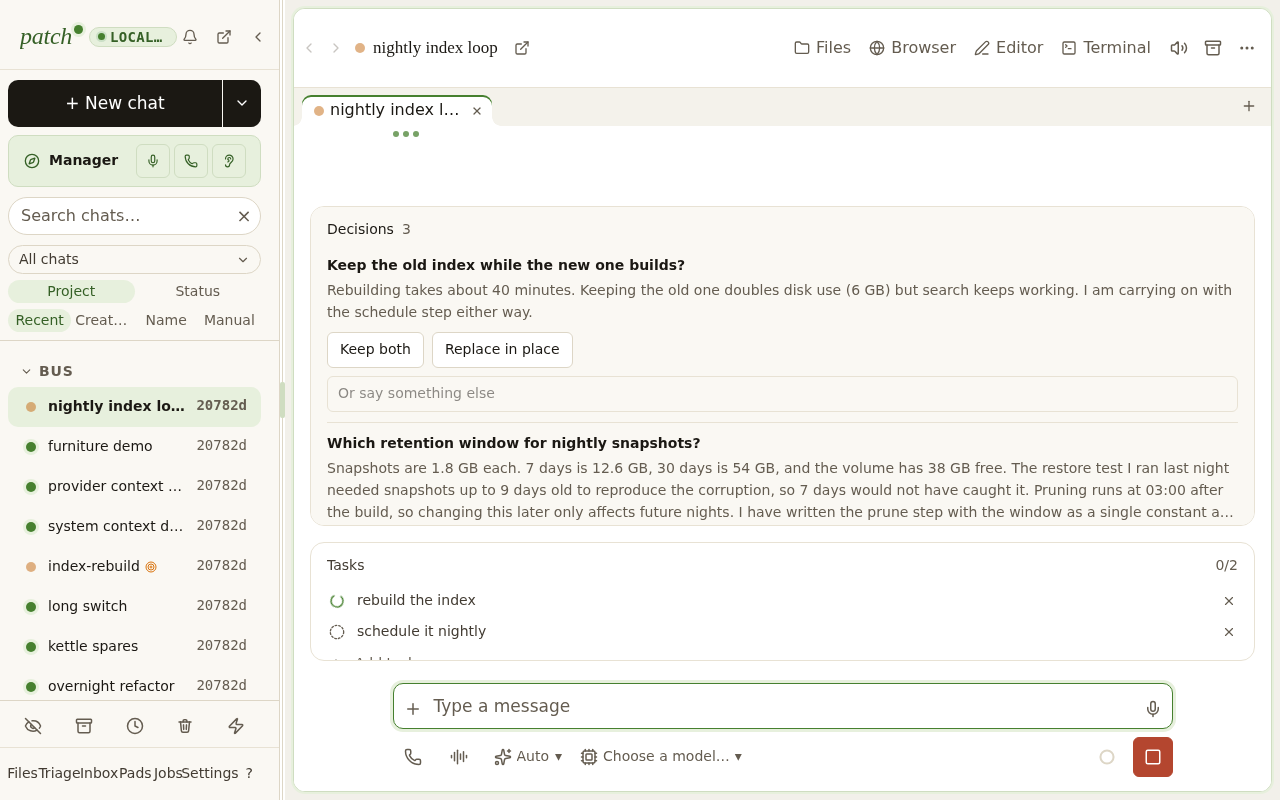 patch
LOCAL…
nightly index loop
Files
Browser
Editor
Terminal
+ New chat
nightly index l…
Manager
Search chats…
All chats
Project
Status
Recent
Creat…
Name
Manual
BUS
nightly index lo…
20782d
furniture demo
20782d
provider context …
20782d
system context d…
20782d
index-rebuild
20782d
long switch
20782d
kettle spares
20782d
overnight refactor
20782d
Files
Triage
Inbox
Pads
Jobs
Settings
?
Decisions 3
Keep the old index while the new one builds?
Rebuilding takes about 40 minutes. Keeping the old one doubles disk use (6 GB) but search keeps working. I am carrying on with
the schedule step either way.
Keep both
Replace in place
Or say something else
Which retention window for nightly snapshots?
Snapshots are 1.8 GB each. 7 days is 12.6 GB, 30 days is 54 GB, and the volume has 38 GB free. The restore test I ran last night
needed snapshots up to 9 days old to reproduce the corruption, so 7 days would not have caught it. Pruning runs at 03:00 after
the build, so changing this later only affects future nights. I have written the prune step with the window as a single constant a…
Tasks
0/2
rebuild the index
schedule it nightly
Type a message
Auto
Choose a model…